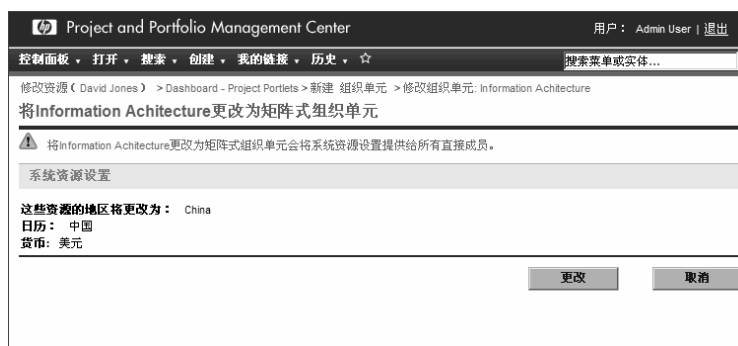 hp Project and Portfolio Management Center 用户： Admin User | 退出
控制面板 打开 搜索 创建 我的链接 历史 ☆ 搜索菜单或实体...
修改资源 ( David Jones ) > Dashboard - Project Portlets > 新建 组织单元 > 修改组织单元: Information Achitecture
将Information Achitecture更改为矩阵式组织单元
将Information Achitecture更改为矩阵式组织单元会将系统资源设置提供给所有直接成员。
系统资源设置
这些资源的地区将更改为： China
日历： 中国
货币: 美元
更改 取消